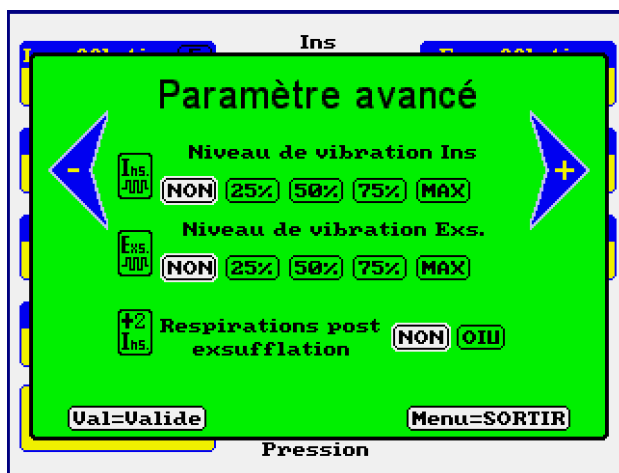 Ins
Paramètre avancé
-
+
Niveau de vibration Ins
Ins.
NON 25% 50% 75% MAX
Niveau de vibration Exs.
Exs.
NON 25% 50% 75% MAX
+2
Ins.
Respirations post
exsufflation
NON OIU
Val=Valide
Menu=SORTIR
Pression